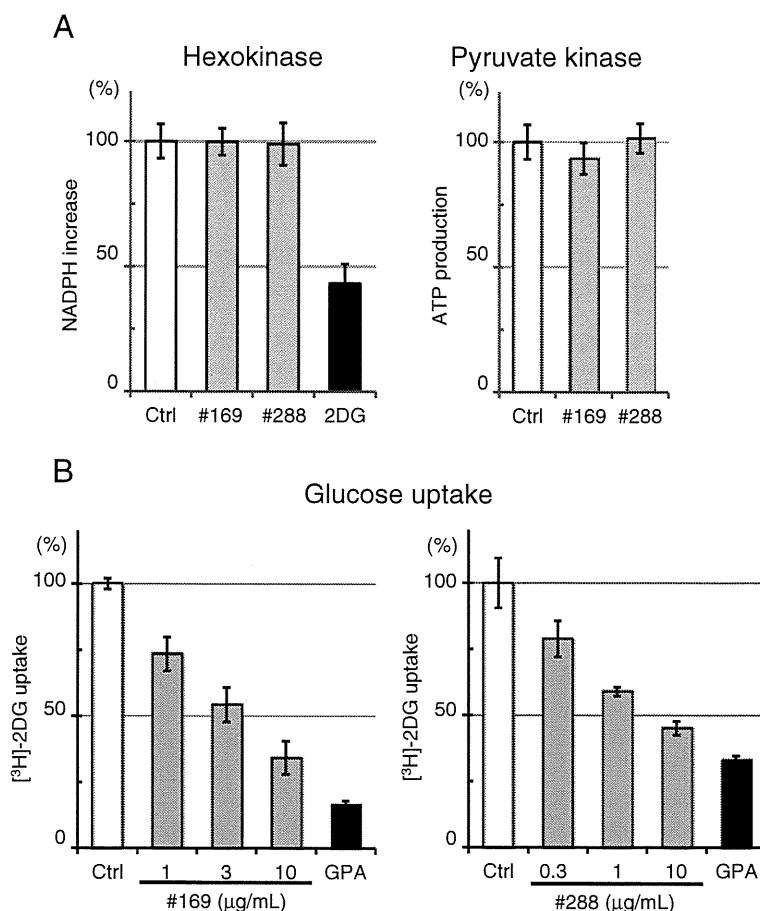 A
Hexokinase
(%)
NADPH increase
100
50
0
Ctrl #169 #288 2DG
Pyruvate kinase
(%)
ATP production
100
50
0
Ctrl #169 #288
B
Glucose uptake
(%)
[³H]-2DG uptake
100
50
0
Ctrl 1 3 10 GPA
#169 (μg/mL)
(%)
[³H]-2DG uptake
100
50
0
Ctrl 0.3 1 10 GPA
#288 (μg/mL)